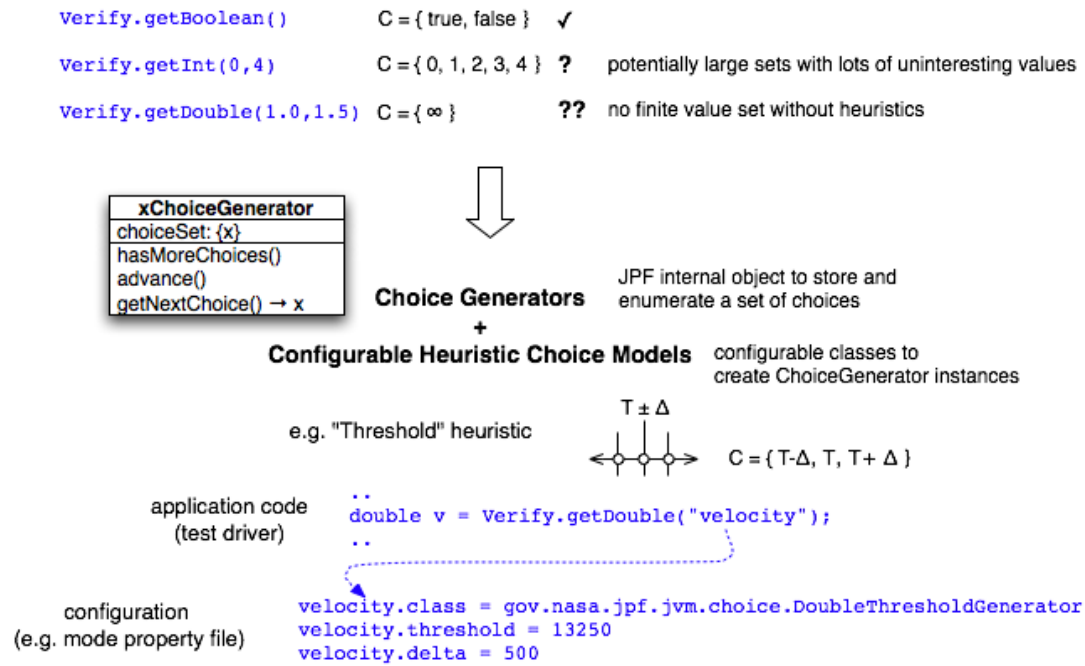 Verify.getBoolean() C = { true, false } ✓
Verify.getInt(0,4) C = { 0, 1, 2, 3, 4 } ? potentially large sets with lots of uninteresting values
Verify.getDouble(1.0,1.5) C = { ∞ } ?? no finite value set without heuristics
xChoiceGenerator
choiceSet: {x}
hasMoreChoices()
advance()
getNextChoice() → x
Choice Generators
+
Configurable Heuristic Choice Models
JPF internal object to store and
enumerate a set of choices
configurable classes to
create ChoiceGenerator instances
e.g. "Threshold" heuristic
T ± Δ
C = { T-Δ, T, T+ Δ }
application code
(test driver)
..
double v = Verify.getDouble("velocity");
..
configuration
(e.g. mode property file)
velocity.class = gov.nasa.jpf.jvm.choice.DoubleThresholdGenerator
velocity.threshold = 13250
velocity.delta = 500